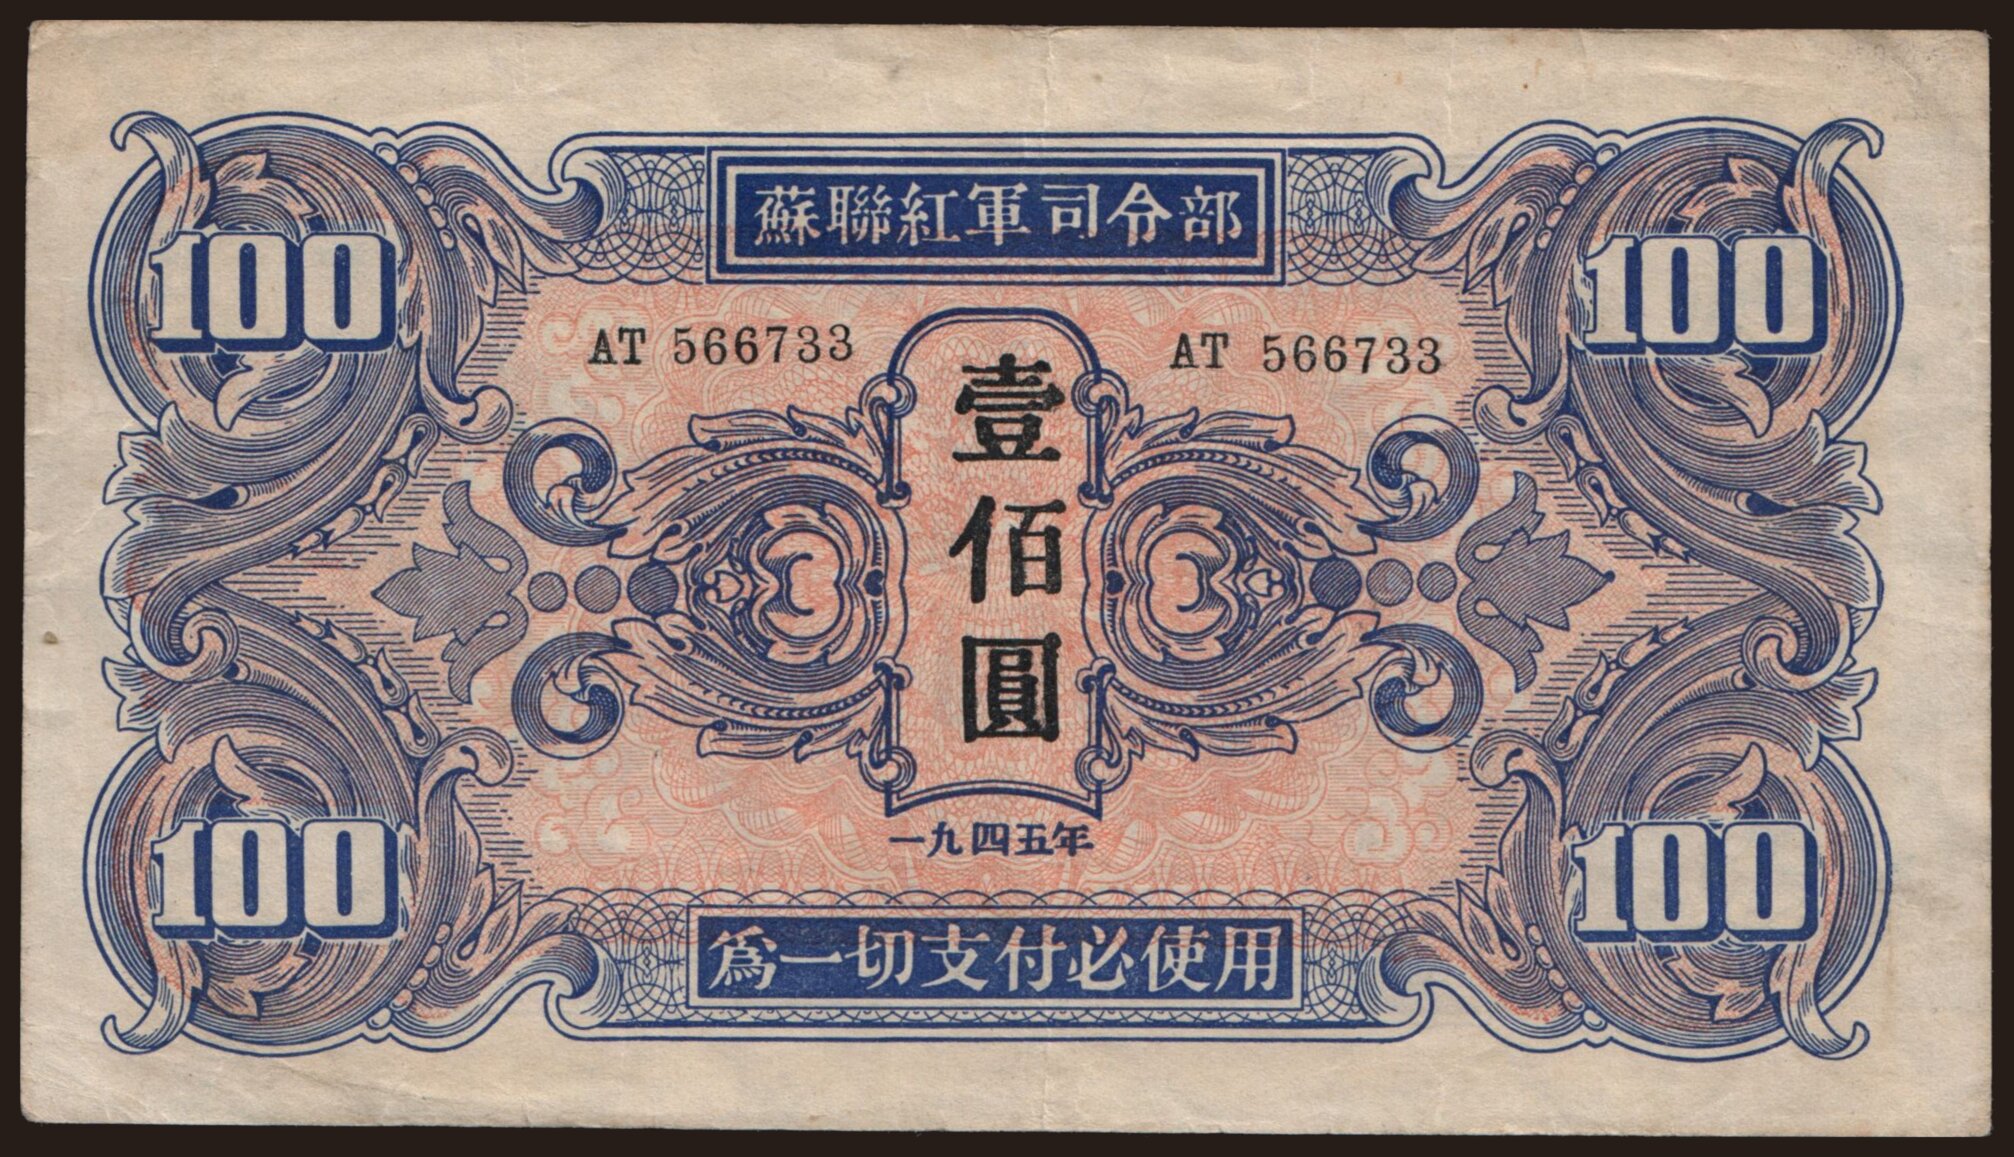 蘇聯紅軍司令部
100 100
AT 566733 AT 566733
壹佰圓
一九四五年
100 100
爲一切支付必使用